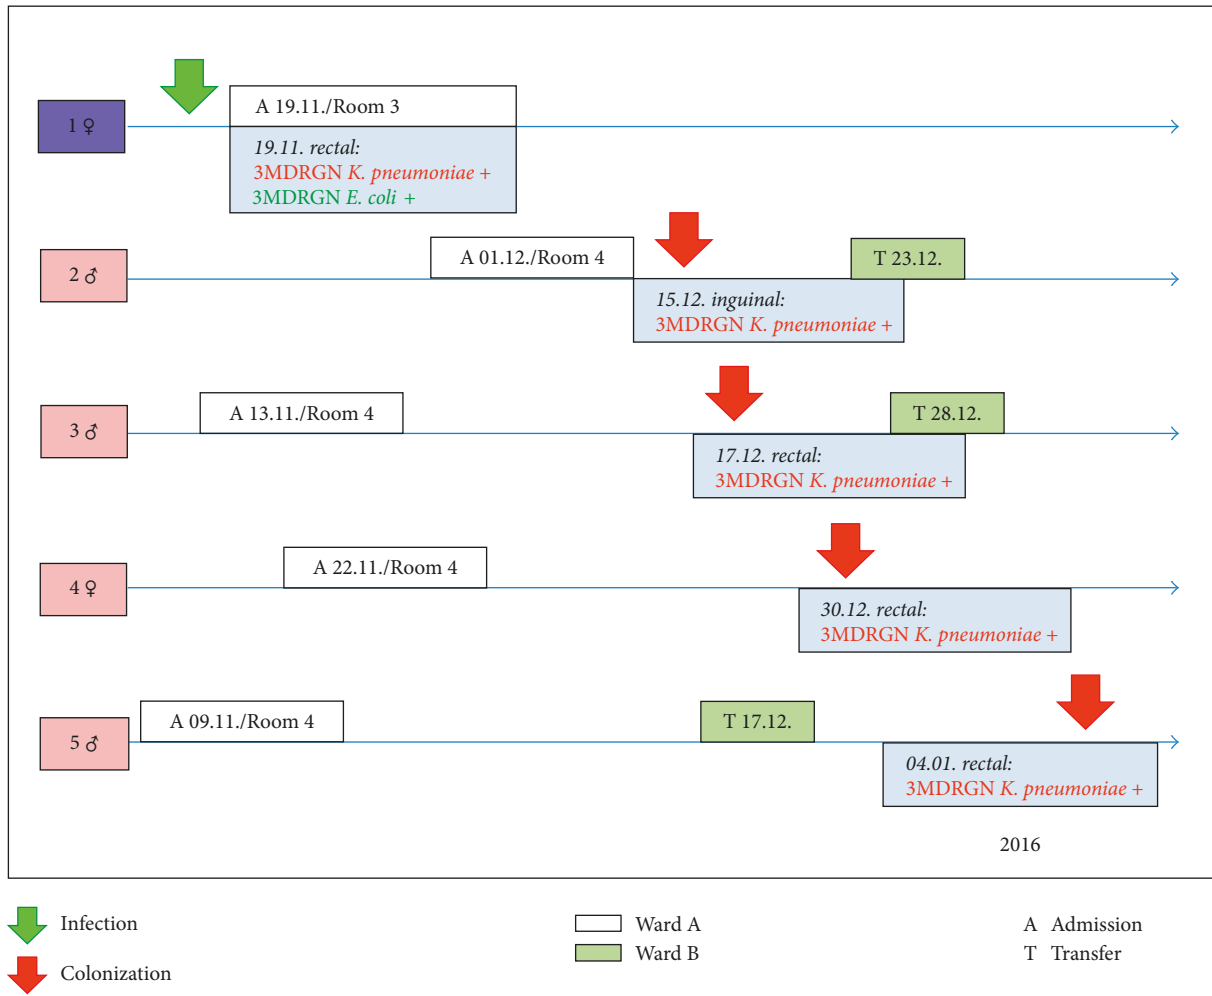 1 ♀
A 19.11./Room 3
19.11. rectal:
3MDRGN K. pneumoniae +
3MDRGN E. coli +
2 ♂
A 01.12./Room 4
T 23.12.
15.12. inguinal:
3MDRGN K. pneumoniae +
3 ♂
A 13.11./Room 4
T 28.12.
17.12. rectal:
3MDRGN K. pneumoniae +
4 ♀
A 22.11./Room 4
30.12. rectal:
3MDRGN K. pneumoniae +
5 ♂
A 09.11./Room 4
T 17.12.
04.01. rectal:
3MDRGN K. pneumoniae +
2016
Infection
Colonization
Ward A
Ward B
A Admission
T Transfer